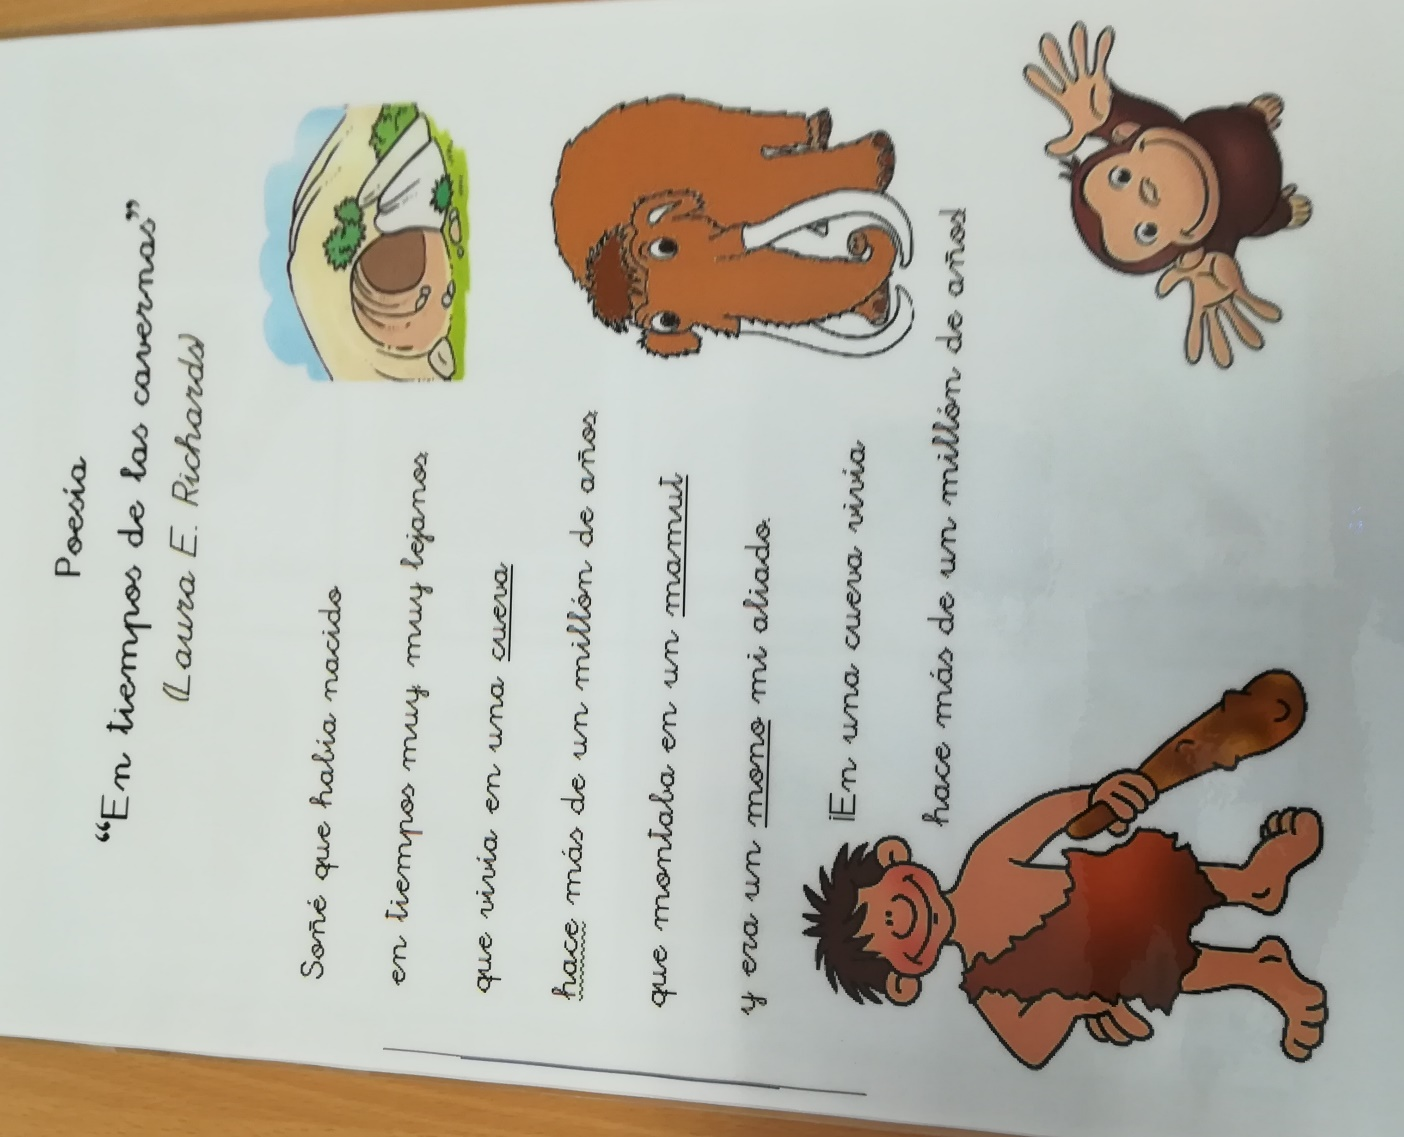 Poesía
“En tiempos de las cavernas”
(Laura E. Richards)
Soñé que había nacido
en tiempos muy muy lejanos
que vivía en una cueva
hace más de un millón de años
que montaba en un mamut
y era un mono mi aliado.
¡En una cueva vivía
hace más de un millón de años!